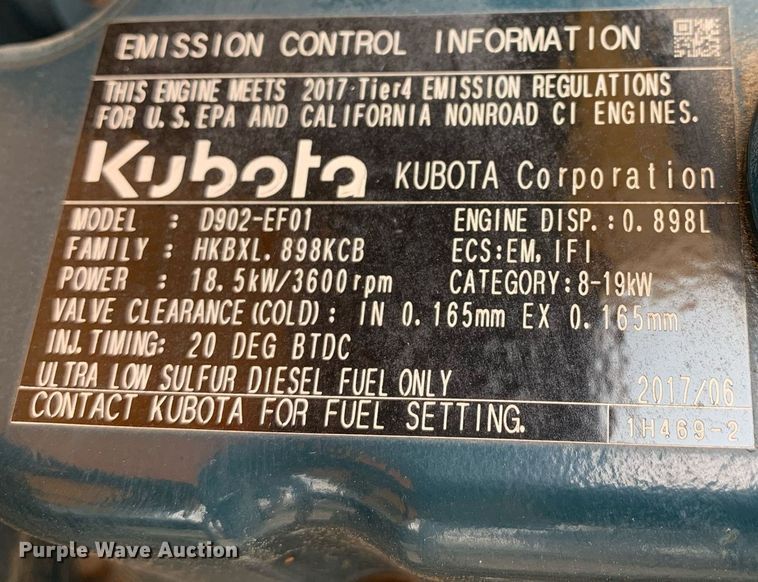 EMISSION CONTROL INFORMATION
THIS ENGINE MEETS 2017 Tier4 EMISSION REGULATIONS
FOR U.S. EPA AND CALIFORNIA NONROAD CI ENGINES.
Kubota KUBOTA Corporation
MODEL : D902-EF01 ENGINE DISP.: 0.898L
FAMILY : HKBXL.898KCB ECS:EM, IFI
POWER : 18.5kW/3600rpm CATEGORY:8-19kW
VALVE CLEARANCE(COLD): IN 0.165mm EX 0.165mm
INJ.TIMING: 20 DEG BTDC
ULTRA LOW SULFUR DIESEL FUEL ONLY 2017/06
CONTACT KUBOTA FOR FUEL SETTING. 1H469-2
Purple Wave Auction